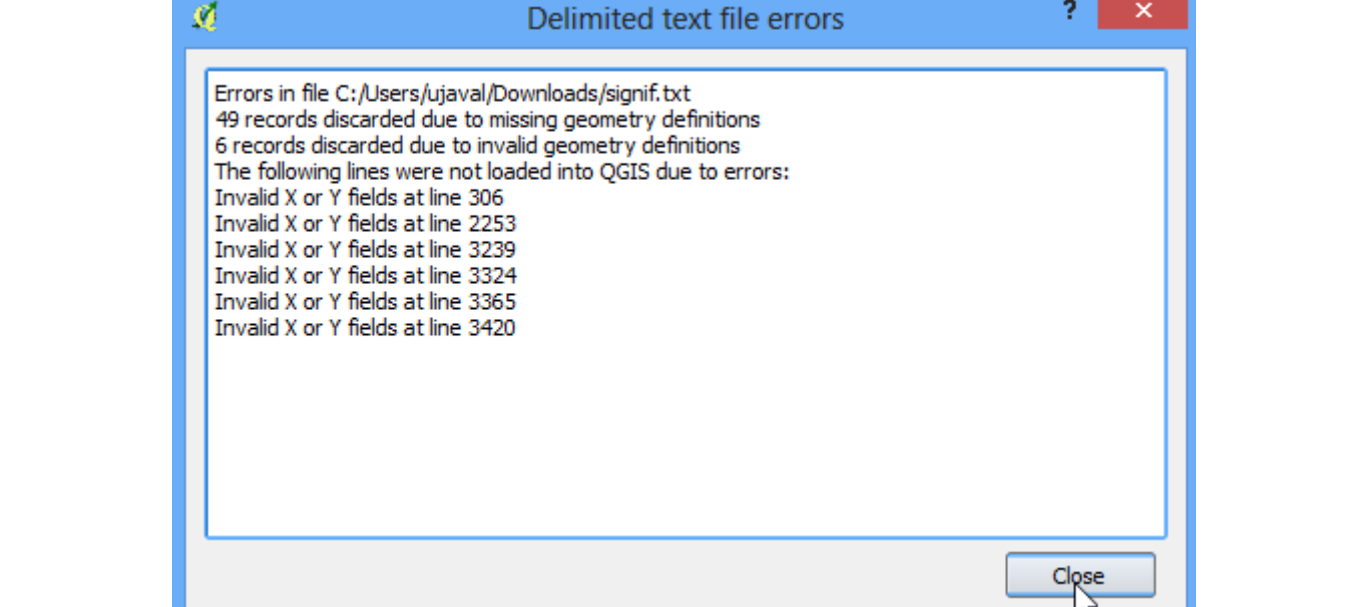 Delimited text file errors
? ×
Errors in file C:/Users/ujaval/Downloads/signif.txt
49 records discarded due to missing geometry definitions
6 records discarded due to invalid geometry definitions
The following lines were not loaded into QGIS due to errors:
Invalid X or Y fields at line 306
Invalid X or Y fields at line 2253
Invalid X or Y fields at line 3239
Invalid X or Y fields at line 3324
Invalid X or Y fields at line 3365
Invalid X or Y fields at line 3420
Close